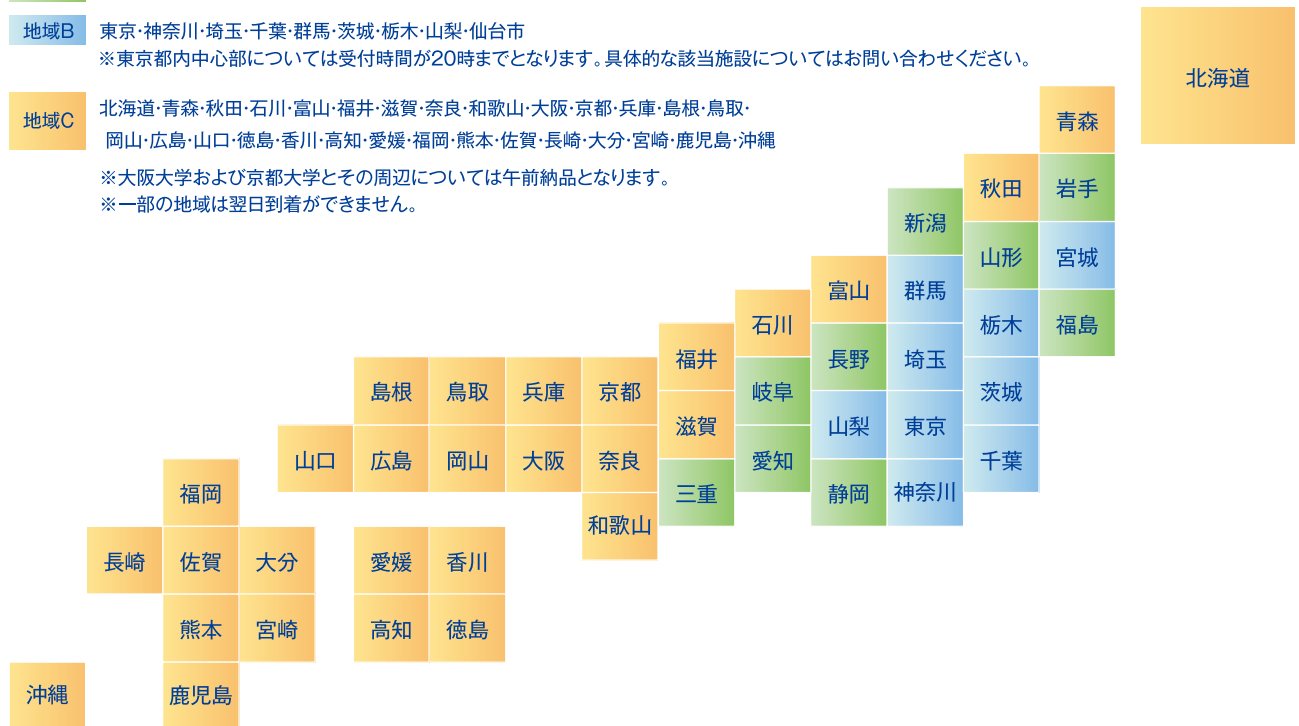 地域B
東京・神奈川・埼玉・千葉・群馬・茨城・栃木・山梨・仙台市
※東京都内中心部については受付時間が20時までとなります。具体的な該当施設についてはお問い合わせください。
地域C
北海道・青森・秋田・石川・富山・福井・滋賀・奈良・和歌山・大阪・京都・兵庫・島根・鳥取・
岡山・広島・山口・徳島・香川・高知・愛媛・福岡・熊本・佐賀・長崎・大分・宮崎・鹿児島・沖縄
※大阪大学および京都大学とその周辺については午前納品となります。
※一部の地域は翌日到着ができません。
北海道
青森
秋田 岩手
新潟
山形 宮城
富山 群馬
石川 栃木 福島
福井 長野 埼玉
島根 鳥取 兵庫 京都 岐阜 茨城
滋賀 山梨 東京
山口 広島 岡山 大阪 奈良 愛知 千葉
福岡 三重 静岡 神奈川
和歌山
長崎 佐賀 大分 愛媛 香川
熊本 宮崎 高知 徳島
沖縄 鹿児島